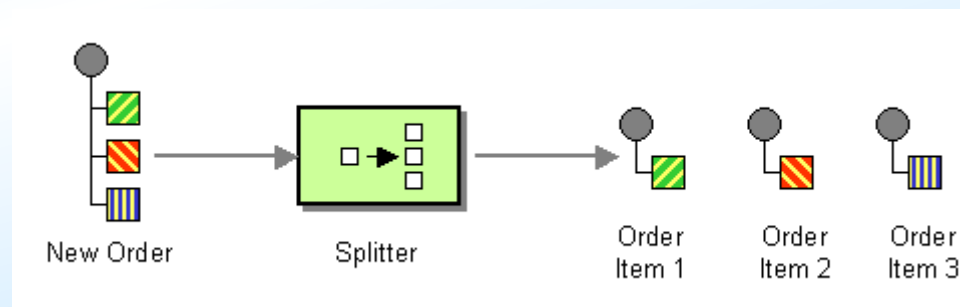 New Order
Splitter
Order
Item 1
Order
Item 2
Order
Item 3